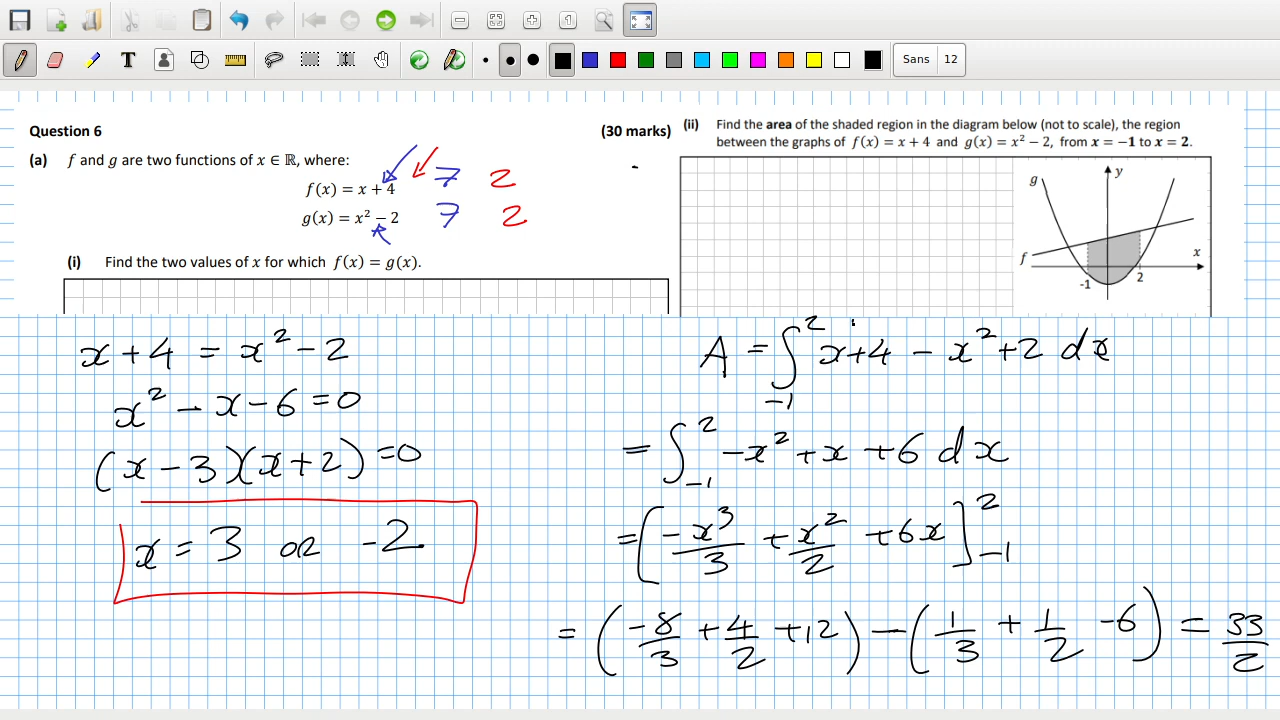 Sans 12
Question 6 (30 marks)
(a) f and g are two functions of x ∈ ℝ, where:
f(x) = x + 4 7 2
g(x) = x² − 2 7 2
(i) Find the two values of x for which f(x) = g(x).
x + 4 = x² − 2
x² − x − 6 = 0
(x − 3)(x + 2) = 0
x = 3 or −2
(ii) Find the area of the shaded region in the diagram below (not to scale), the region
between the graphs of f(x) = x + 4 and g(x) = x² − 2, from x = −1 to x = 2.
g y
f x
-1 2
A = ∫₋₁² x + 4 − x² + 2 dx
= ∫₋₁² −x² + x + 6 dx
= [−x³/3 + x²/2 + 6x]₋₁²
= (−8/3 + 4/2 + 12) − (1/3 + 1/2 − 6) = 33/2